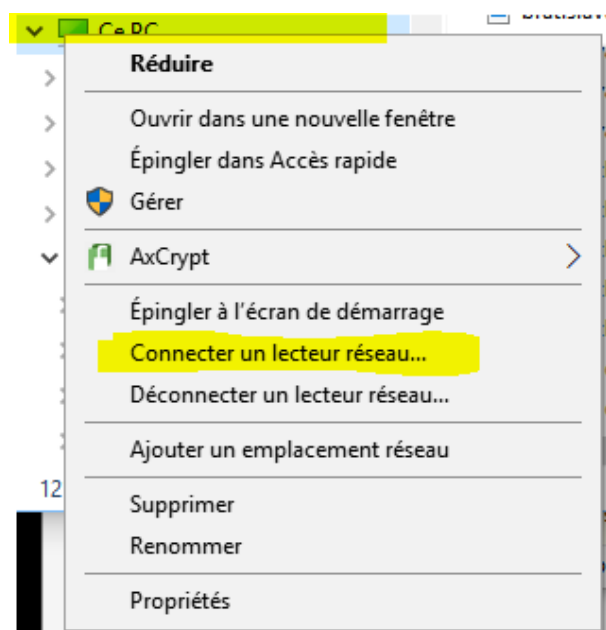 Ce PC
Réduire
Ouvrir dans une nouvelle fenêtre
Épingler dans Accès rapide
Gérer
AxCrypt
Épingler à l'écran de démarrage
Connecter un lecteur réseau...
Déconnecter un lecteur réseau...
Ajouter un emplacement réseau
12
Supprimer
Renommer
Propriétés